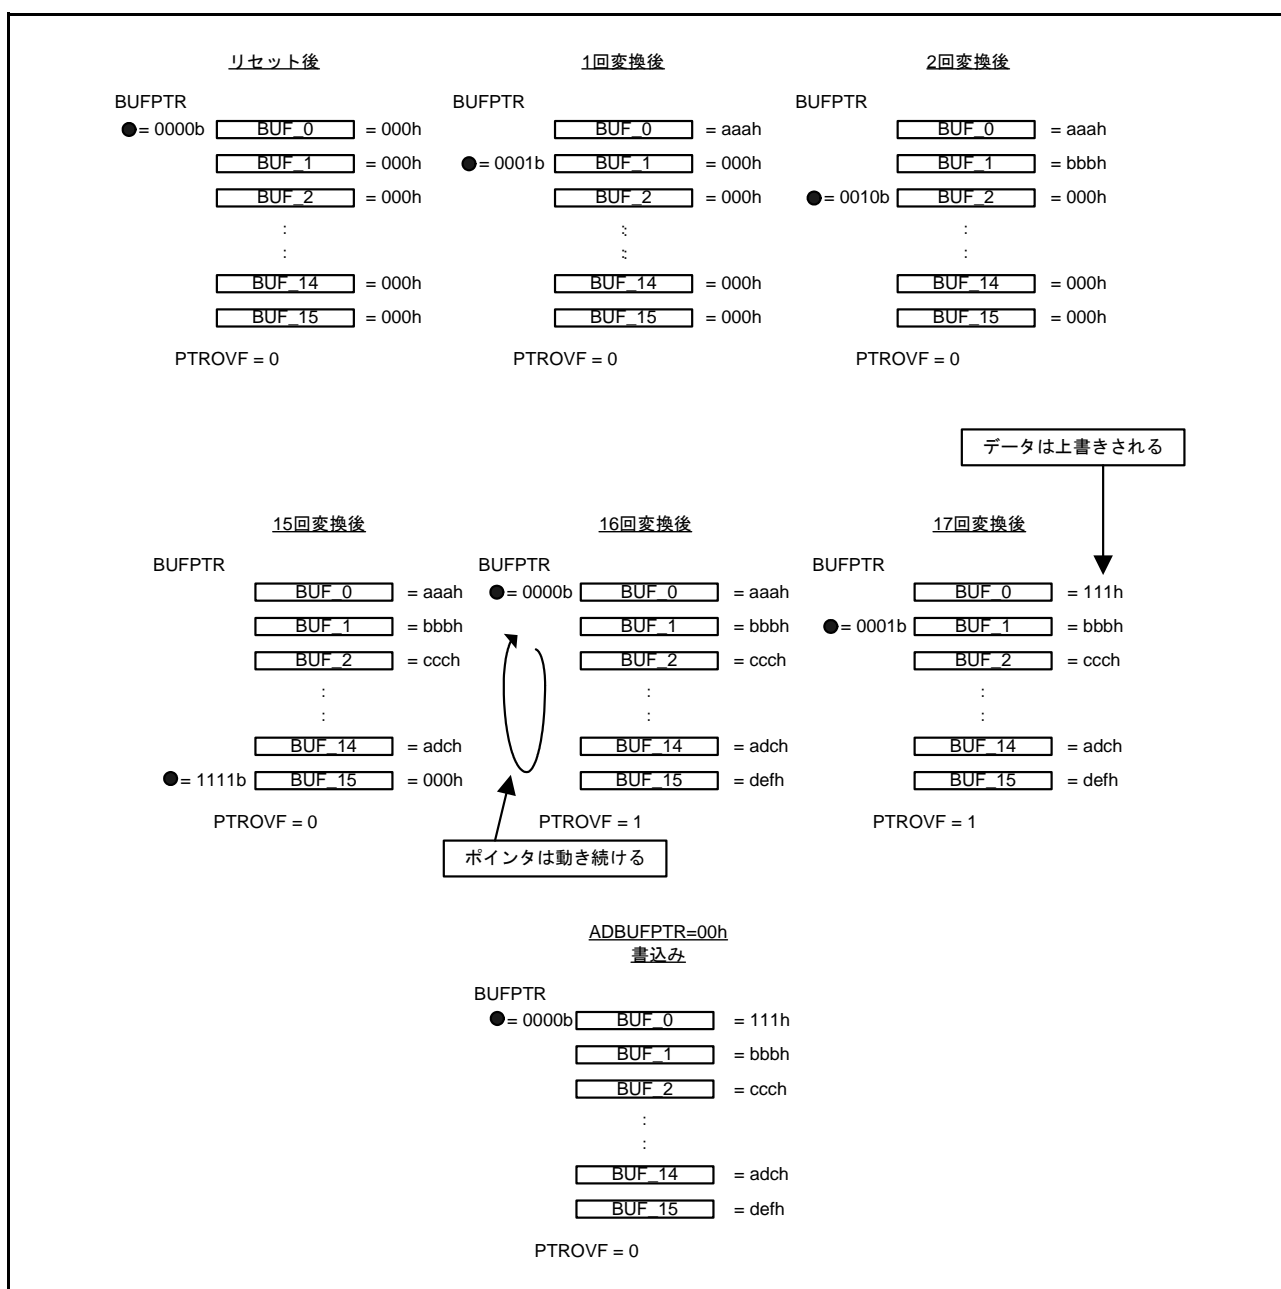 リセット後
BUFPTR
= 0000b BUF_0 = 000h
BUF_1 = 000h
BUF_2 = 000h
:
:
BUF_14 = 000h
BUF_15 = 000h
PTROVF = 0
1回変換後
BUFPTR
BUF_0 = aaah
= 0001b BUF_1 = 000h
BUF_2 = 000h
:
:
BUF_14 = 000h
BUF_15 = 000h
PTROVF = 0
2回変換後
BUFPTR
BUF_0 = aaah
BUF_1 = bbbh
= 0010b BUF_2 = 000h
:
:
BUF_14 = 000h
BUF_15 = 000h
PTROVF = 0
データは上書きされる
15回変換後
BUFPTR
BUF_0 = aaah
BUF_1 = bbbh
BUF_2 = ccch
:
:
BUF_14 = adch
= 1111b BUF_15 = 000h
PTROVF = 0
16回変換後
BUFPTR
= 0000b BUF_0 = aaah
BUF_1 = bbbh
BUF_2 = ccch
:
:
BUF_14 = adch
BUF_15 = defh
PTROVF = 1
ポインタは動き続ける
17回変換後
BUFPTR
BUF_0 = 111h
= 0001b BUF_1 = bbbh
BUF_2 = ccch
:
:
BUF_14 = adch
BUF_15 = defh
PTROVF = 1
ADBUFPTR=00h
書込み
BUFPTR
= 0000b BUF_0 = 111h
BUF_1 = bbbh
BUF_2 = ccch
:
:
BUF_14 = adch
BUF_15 = defh
PTROVF = 0